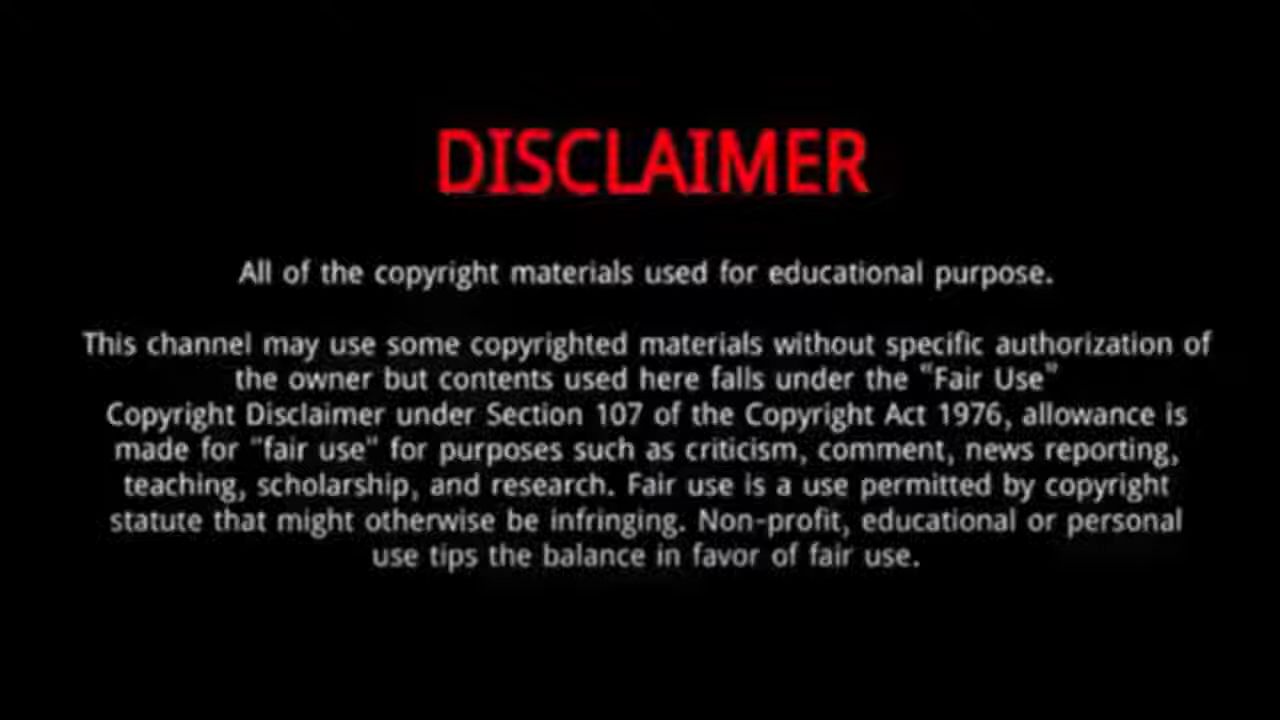 DISCLAIMER
All of the copyright materials used for educational purpose.
This channel may use some copyrighted materials without specific authorization of
the owner but contents used here falls under the "Fair Use"
Copyright Disclaimer under Section 107 of the Copyright Act 1976, allowance is
made for "fair use" for purposes such as criticism, comment, news reporting,
teaching, scholarship, and research. Fair use is a use permitted by copyright
statute that might otherwise be infringing. Non-profit, educational or personal
use tips the balance in favor of fair use.